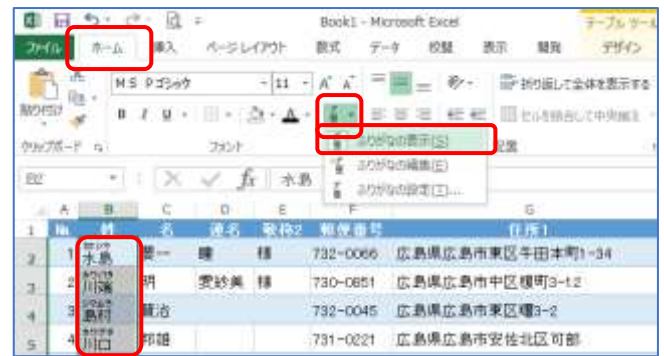 Book1 - Microsoft Excel
テーブル ツール
ファイル ホーム 挿入 ページレイアウト 数式 データ 校閲 表示 開発 デザイン
MS Pゴシック 11 折り返して全体を表示する
貼り付け B I U セルを結合して中央揃え
クリップボード フォント 配置
ふりがなの表示(S)
ふりがなの編集(E)
ふりがなの設定(T)...
fx 水島
A B C D E F G
1 № 姓 名 連名 敬称2 郵便番号 住所1
2 1 水島 瞳 様 732-0066 広島県広島市東区牛田本町1-34
3 2 川端 明 愛紗美 様 730-0851 広島県広島市中区榎町3-12
4 3 島村 732-0045 広島県広島市東区曙3-2
5 4 川口 邦雄 731-0221 広島県広島市安佐北区可部